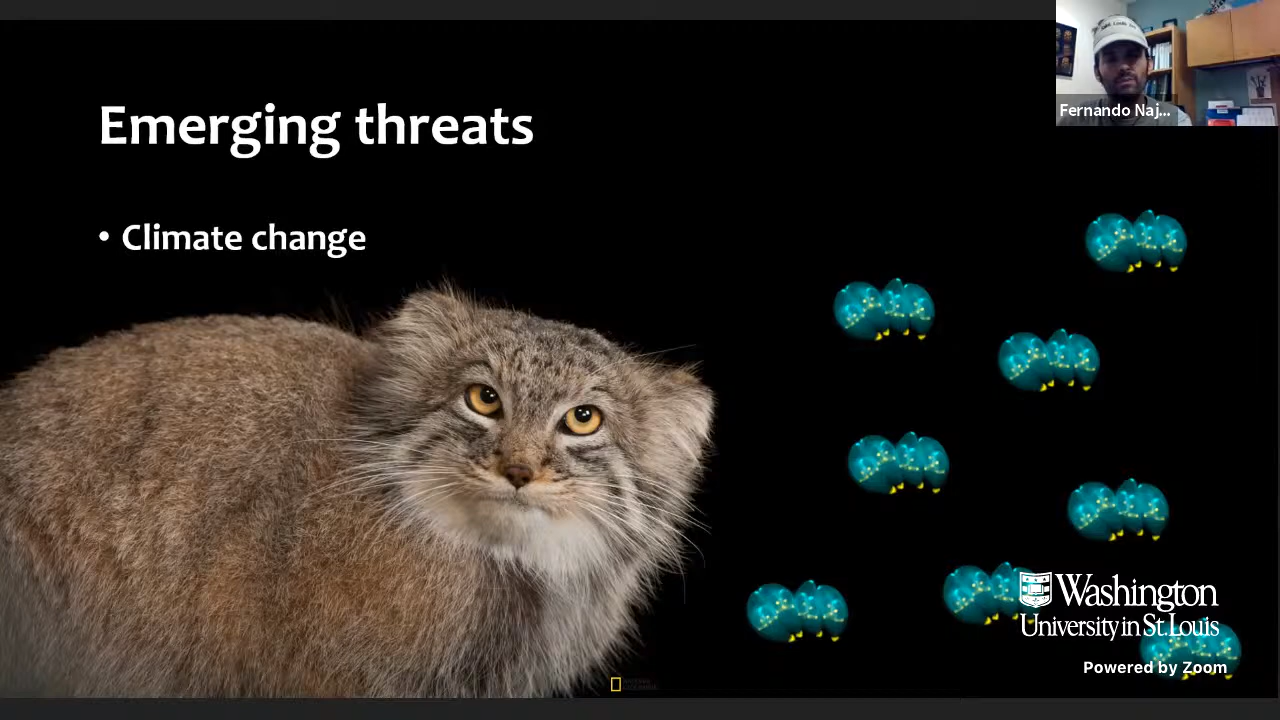 Emerging threats
• Climate change
Fernando Naj...
Washington
University in St. Louis
Powered by Zoom